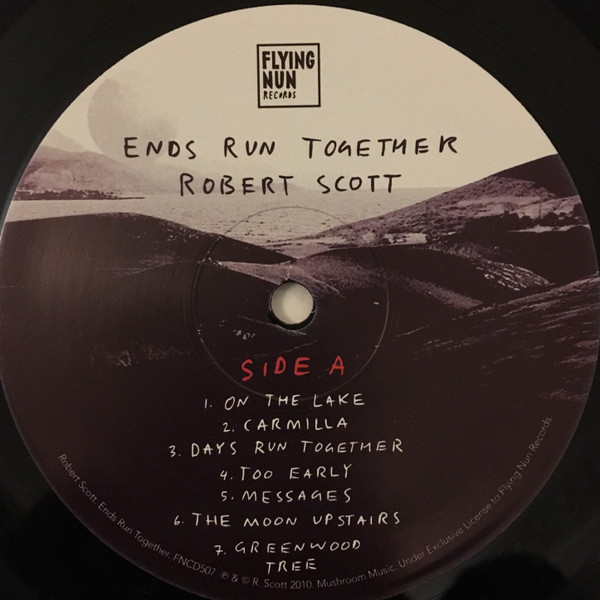 FLYING
NUN
RECORDS
ENDS RUN TOGETHER
ROBERT SCOTT
SIDE A
1. ON THE LAKE
2. CARMILLA
3. DAYS RUN TOGETHER
4. TOO EARLY
5. MESSAGES
6. THE MOON UPSTAIRS
7. GREENWOOD
TREE
Robert Scott. Ends Run Together. FNCD507 ℗ & © R. Scott 2010. Mushroom Music. Under Exclusive License to Flying Nun Records.